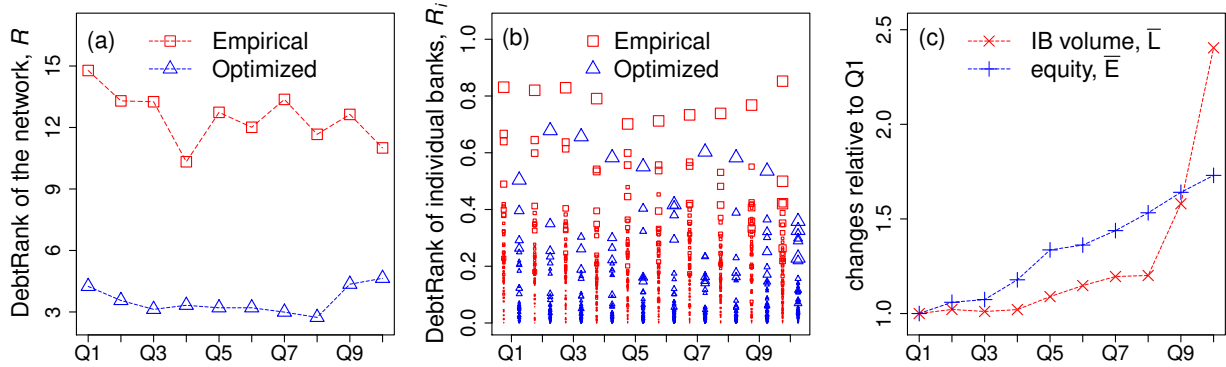 (a)
Empirical
Optimized
DebtRank of the network, R
15
12
9
6
3
Q1 Q3 Q5 Q7 Q9
(b)
Empirical
Optimized
DebtRank of individual banks, R_i
1.0
0.8
0.6
0.4
0.2
0.0
Q1 Q3 Q5 Q7 Q9
(c)
IB volume, L̅
equity, E̅
changes relative to Q1
2.5
2.0
1.5
1.0
Q1 Q3 Q5 Q7 Q9